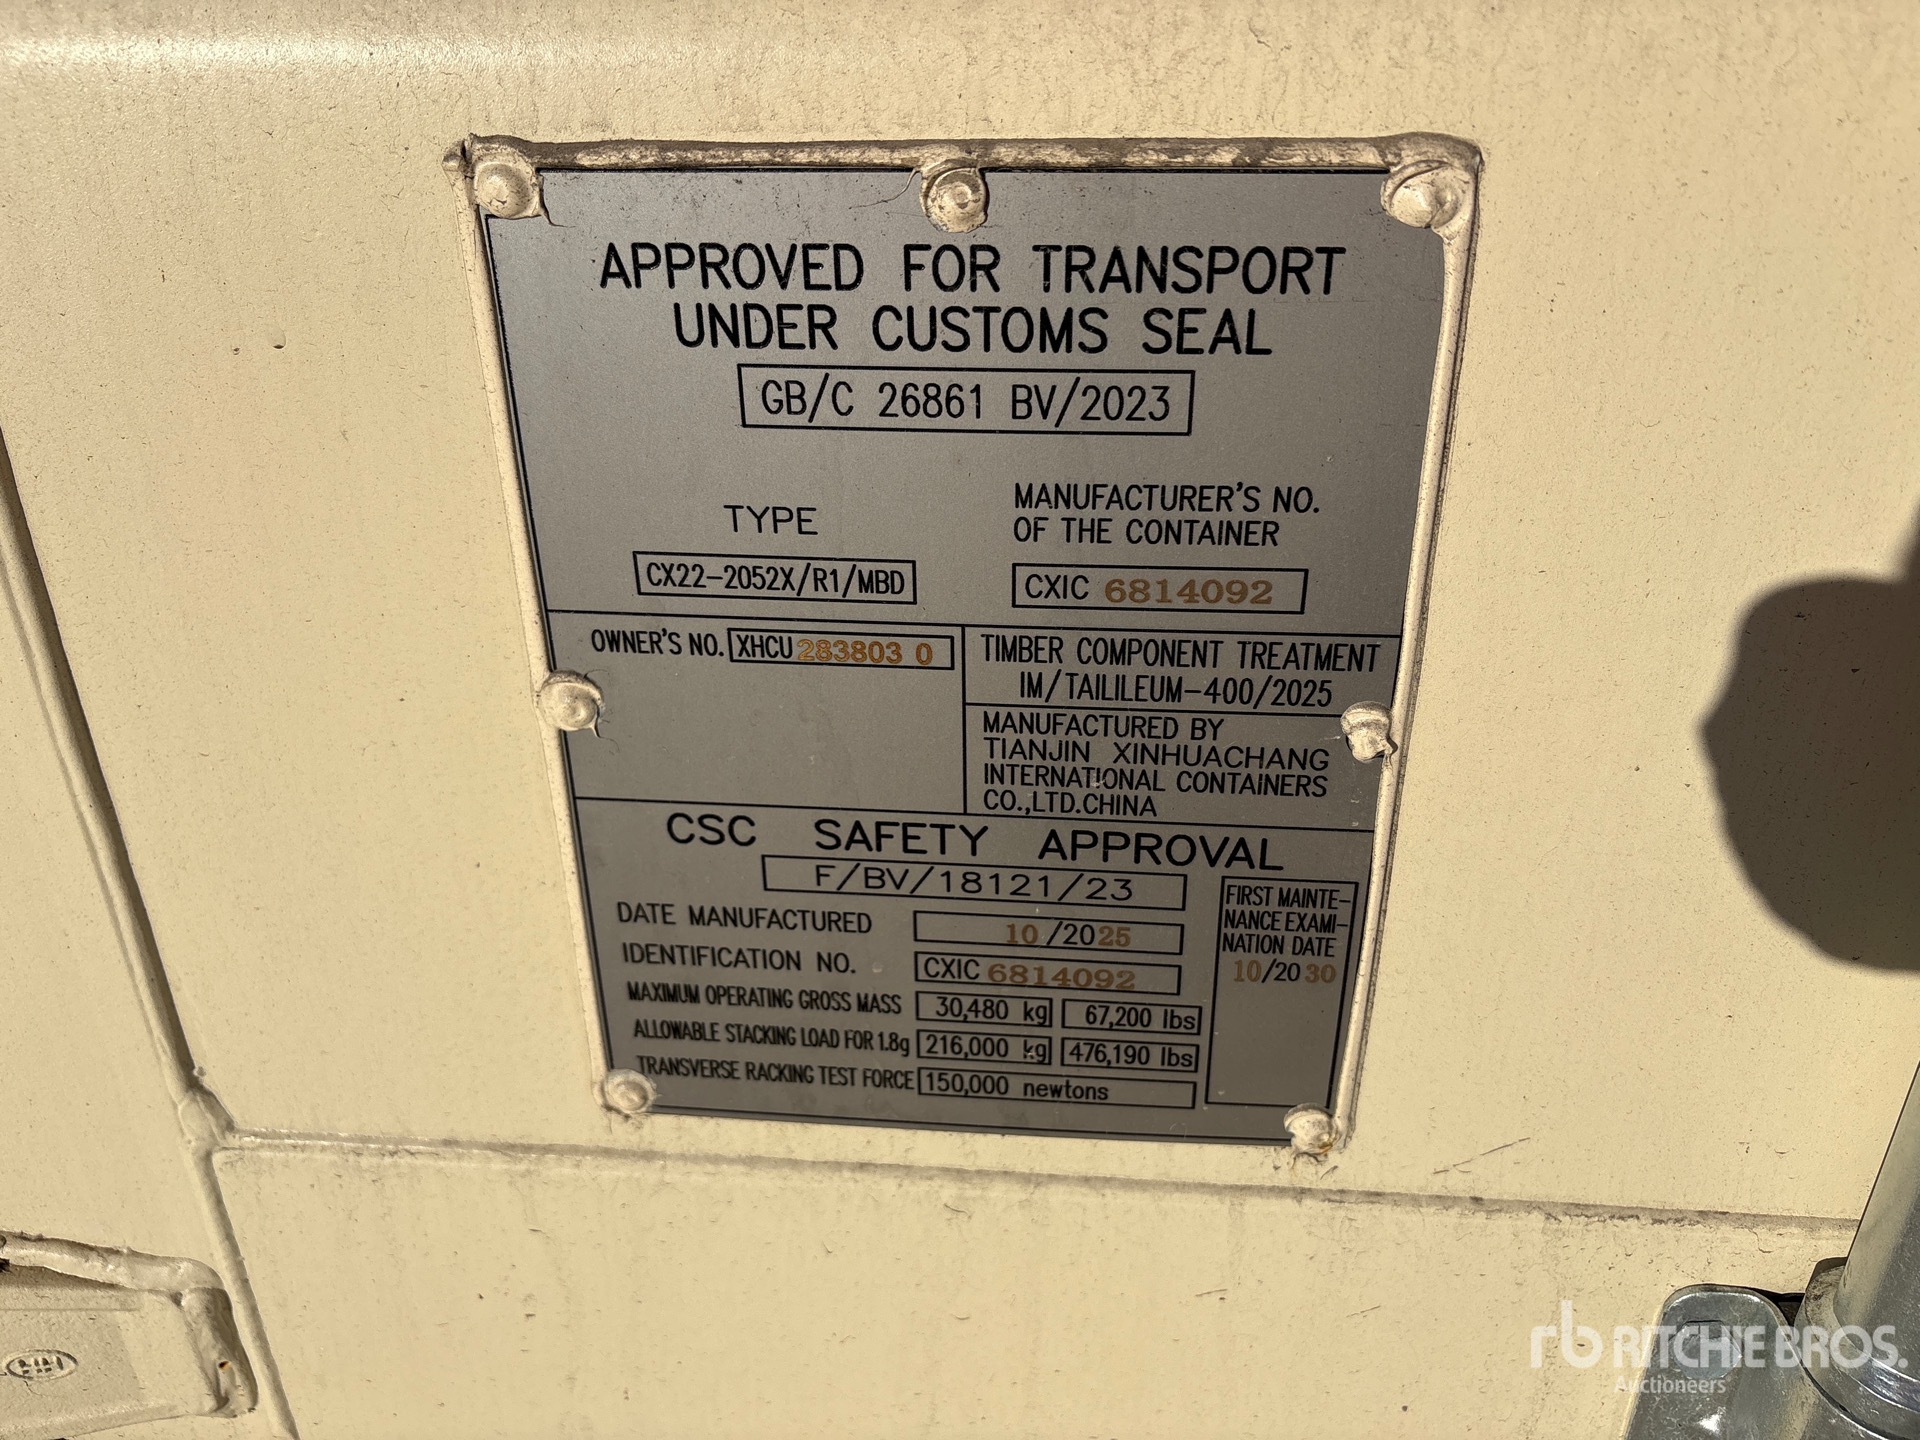 APPROVED FOR TRANSPORT
UNDER CUSTOMS SEAL
GB/C 26861 BV/2023
TYPE
CX22-2052X/R1/MBD
MANUFACTURER'S NO.
OF THE CONTAINER
CXIC 6814092
OWNER'S NO. XHCU 283803 0
TIMBER COMPONENT TREATMENT
IM/TAILILEUM-400/2025
MANUFACTURED BY
TIANJIN XINHUACHANG
INTERNATIONAL CONTAINERS
CO.,LTD.CHINA
CSC SAFETY APPROVAL
F/BV/18121/23
DATE MANUFACTURED 10/2025
IDENTIFICATION NO. CXIC 6814092
MAXIMUM OPERATING GROSS MASS 30,480 kg 67,200 lbs
ALLOWABLE STACKING LOAD FOR 1.8g 216,000 kg 476,190 lbs
TRANSVERSE RACKING TEST FORCE 150,000 newtons
FIRST MAINTE-
NANCE EXAMI-
NATION DATE
10/2030
rb RITCHIE BROS.
Auctioneers